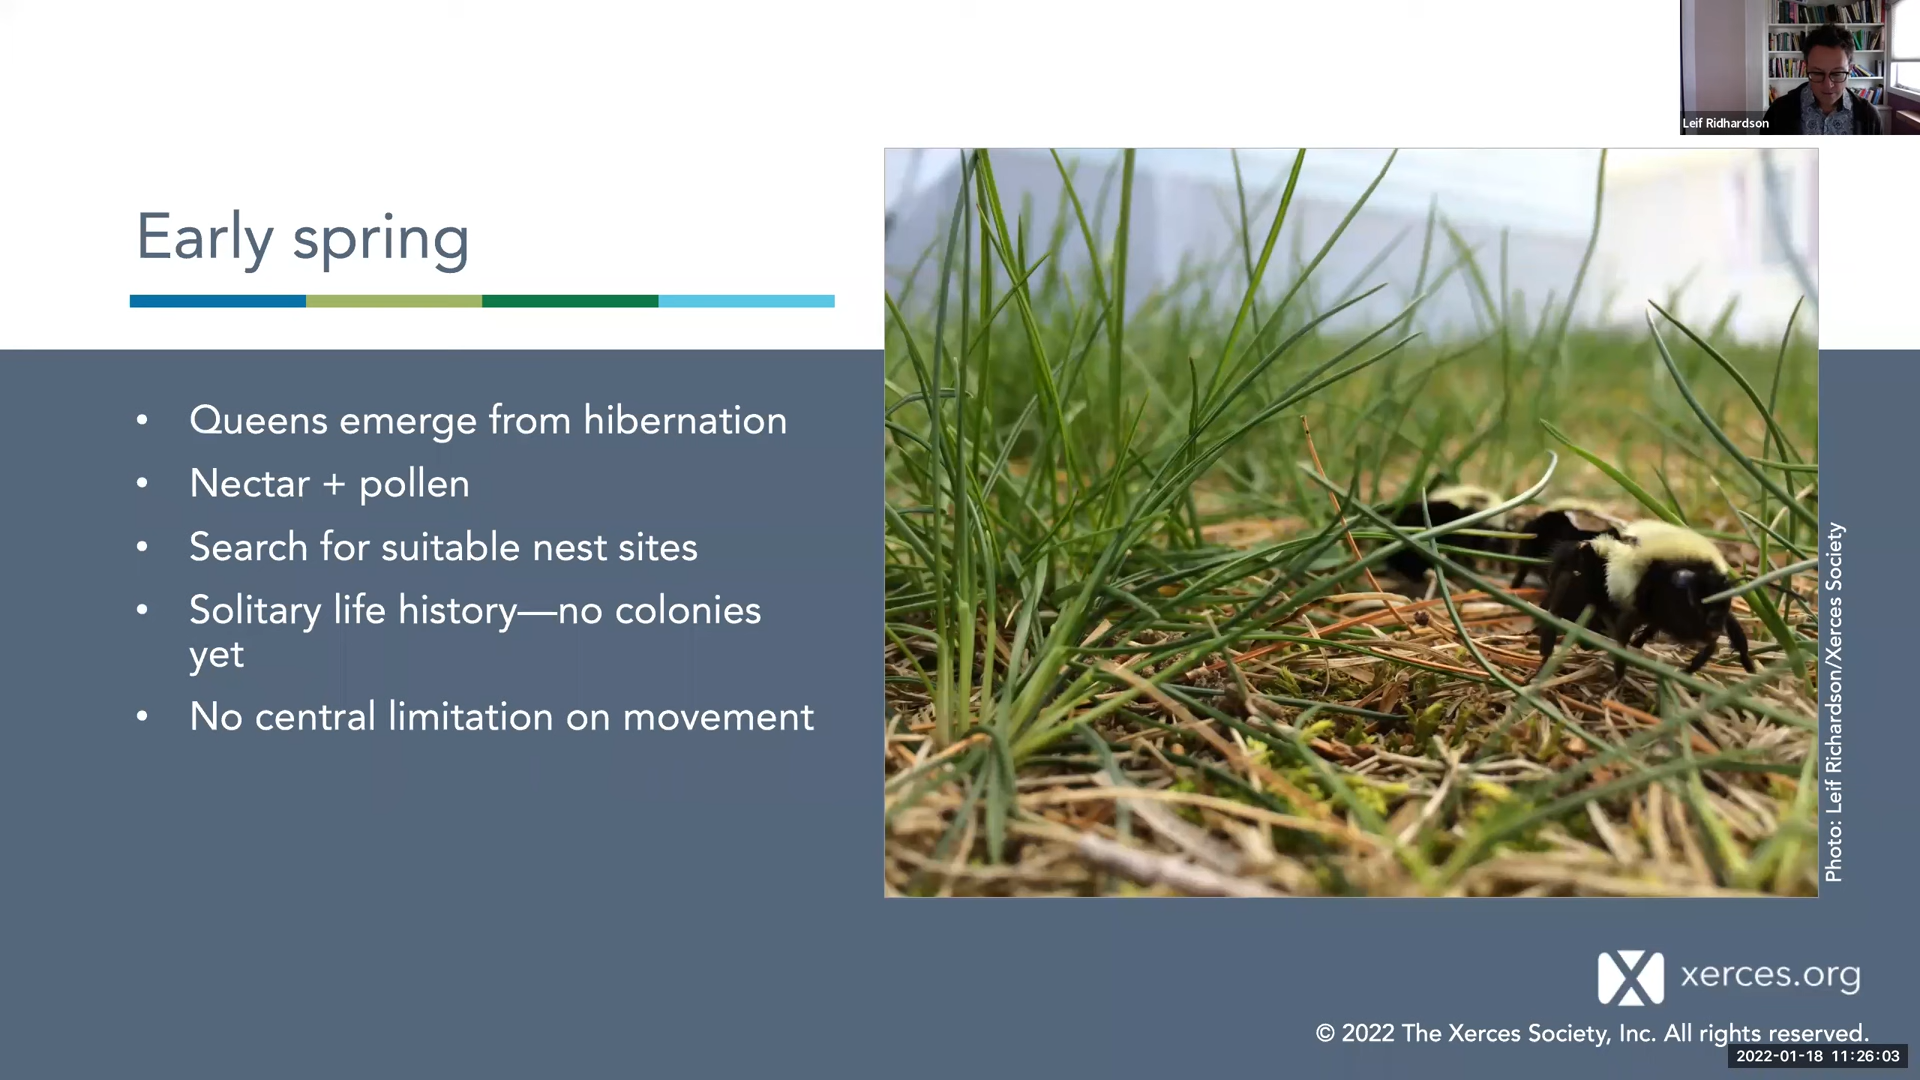 Leif Ridhardson
Early spring
• Queens emerge from hibernation
• Nectar + pollen
• Search for suitable nest sites
• Solitary life history—no colonies
yet
• No central limitation on movement
Photo: Leif Richardson/Xerces Society
xerces.org
© 2022 The Xerces Society, Inc. All rights reserved.
2022-01-18 11:26:03